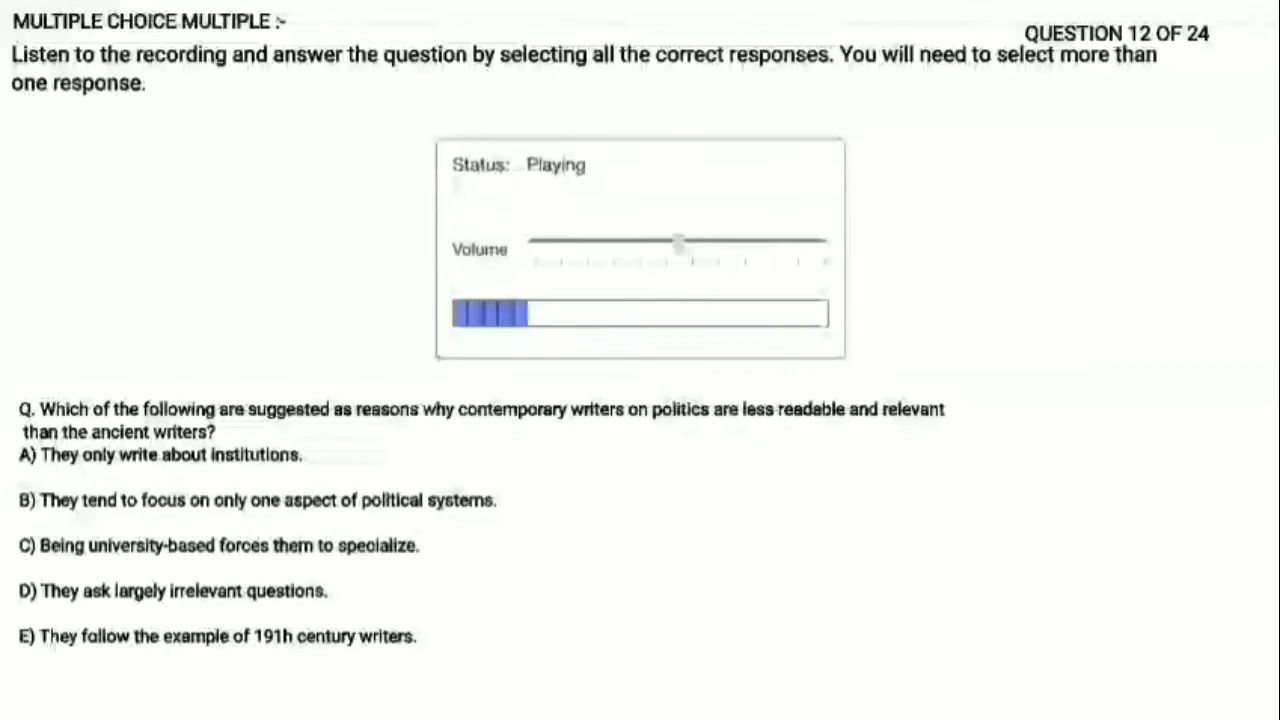 MULTIPLE CHOICE MULTIPLE :-
QUESTION 12 OF 24
Listen to the recording and answer the question by selecting all the correct responses. You will need to select more than
one response.
Status: Playing
Volume
Q. Which of the following are suggested as reasons why contemporary writers on politics are less readable and relevant
than the ancient writers?
A) They only write about institutions.
B) They tend to focus on only one aspect of political systems.
C) Being university-based forces them to specialize.
D) They ask largely irrelevant questions.
E) They follow the example of 191h century writers.